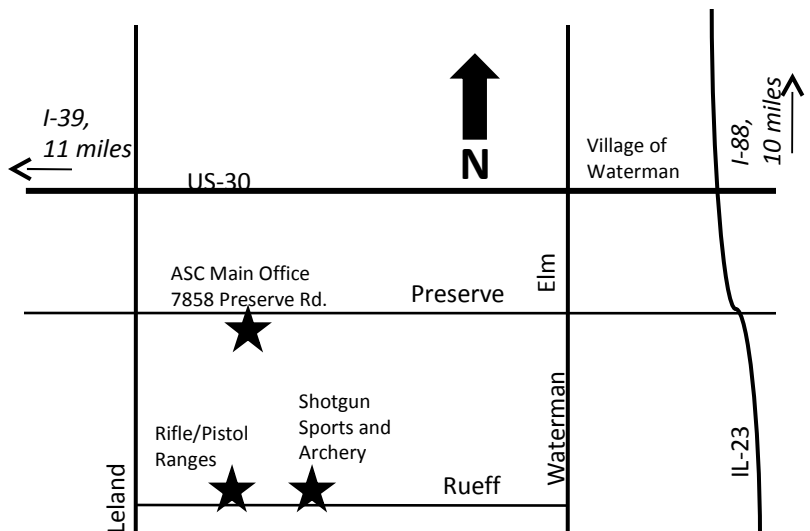 I-39,
11 miles
N
Village of
Waterman
I-88,
10 miles
US-30
ASC Main Office
7858 Preserve Rd.
Preserve
Elm
Shotgun
Sports and
Archery
Rifle/Pistol
Ranges
Rueff
Leland
Waterman
IL-23